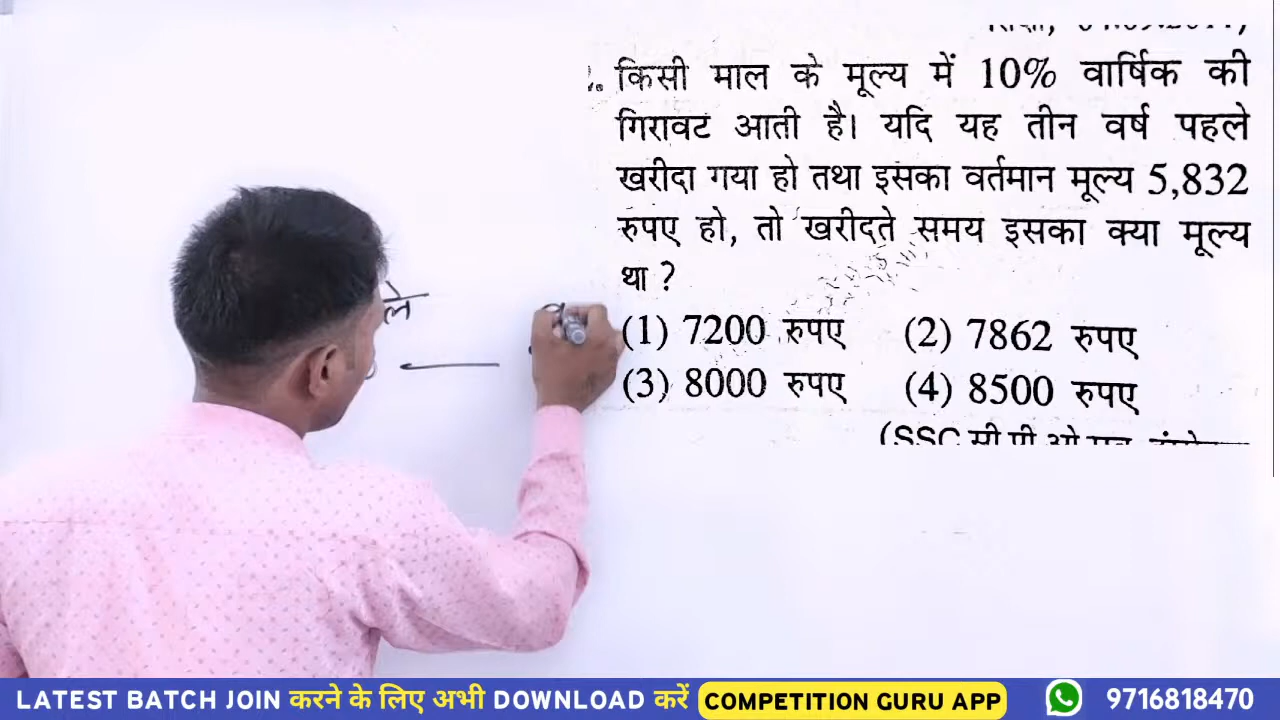 किसी माल के मूल्य में 10% वार्षिक की
गिरावट आती है। यदि यह तीन वर्ष पहले
खरीदा गया हो तथा इसका वर्तमान मूल्य 5,832
रुपए हो, तो खरीदते समय इसका क्या मूल्य
था ?
(1) 7200 रुपए (2) 7862 रुपए
(3) 8000 रुपए (4) 8500 रुपए
(SSC सी.पी.ओ.
LATEST BATCH JOIN करने के लिए अभी DOWNLOAD करें COMPETITION GURU APP 9716818470